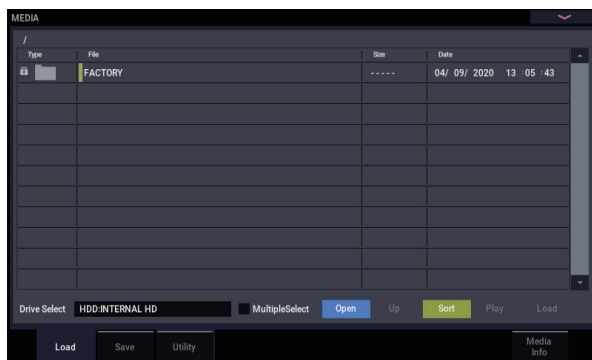 MEDIA
/
Type File Size Date
FACTORY ----- 04/ 09/ 2020 13 :05 :43
Drive Select HDD:INTERNAL HD MultipleSelect Open Up Sort Play Load
Load Save Utility Media Info